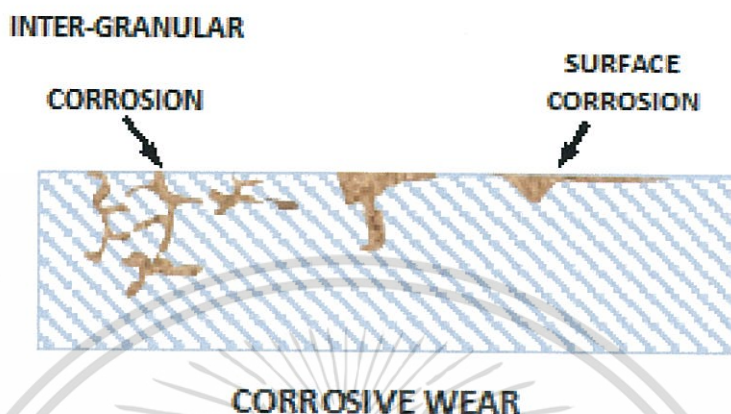 INTER-GRANULAR
CORROSION
SURFACE
CORROSION
CORROSIVE WEAR